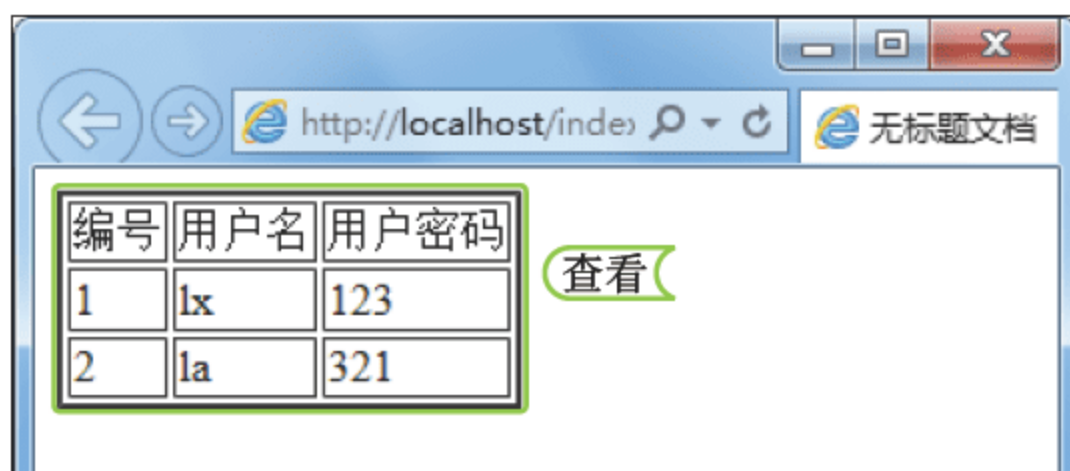 http://localhost/inde
无标题文档
编号 用户名 用户密码
查看
1 lx 123
2 la 321